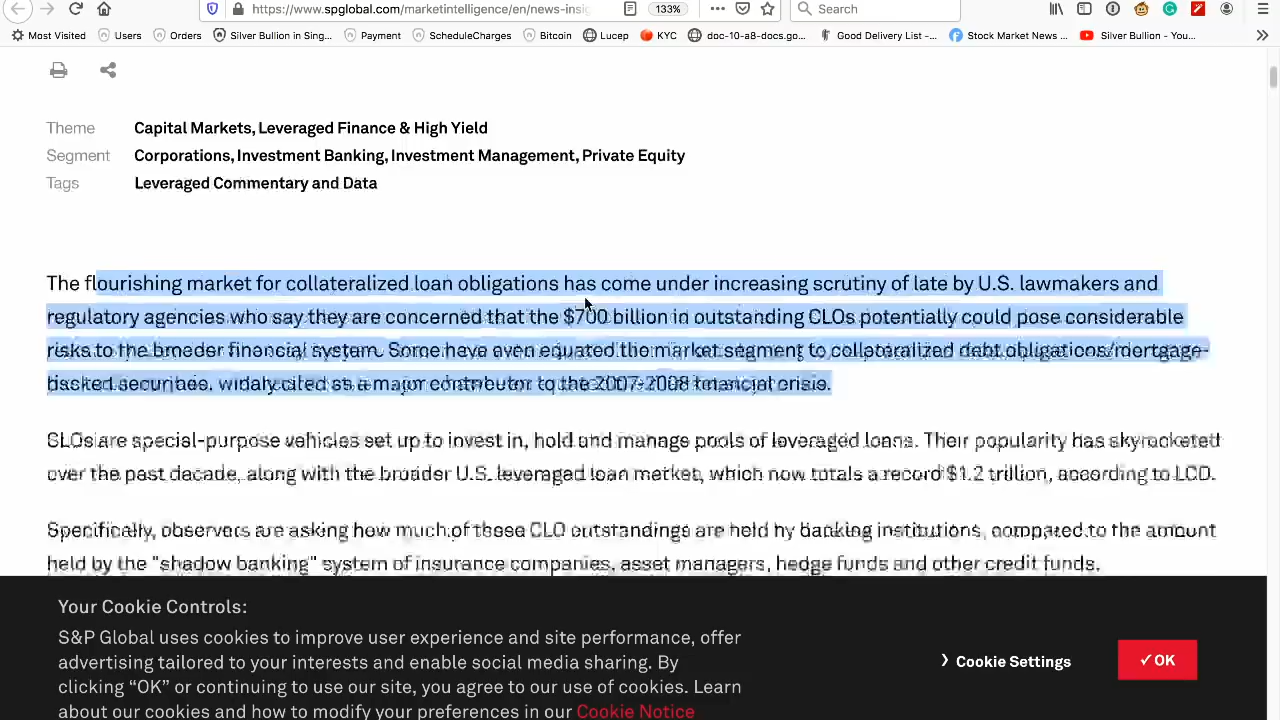 https://www.spglobal.com/marketintelligence/en/news-insig
133%
Search
Most Visited
Users
Orders
Silver Bullion in Sing...
Payment
ScheduleCharges
Bitcoin
Lucep
KYC
doc-10-a8-docs.go...
Good Delivery List -...
Stock Market News ...
Silver Bullion - You...
Theme Capital Markets, Leveraged Finance & High Yield
Segment Corporations, Investment Banking, Investment Management, Private Equity
Tags Leveraged Commentary and Data
The flourishing market for collateralized loan obligations has come under increasing scrutiny of late by U.S. lawmakers and
regulatory agencies who say they are concerned that the $700 billion in outstanding CLOs potentially could pose considerable
risks to the broader financial system. Some have even equated the market segment to collateralized debt obligations/mortgage-
backed securities, widely cited as a major contributor to the 2007-2008 financial crisis.
CLOs are special-purpose vehicles set up to invest in, hold and manage pools of leveraged loans. Their popularity has skyrocketed
over the past decade, along with the broader U.S. leveraged loan market, which now totals a record $1.2 trillion, according to LCD.
Specifically, observers are asking how much of these CLO outstandings are held by banking institutions, compared to the amount
held by the "shadow banking" system of insurance companies, asset managers, hedge funds and other credit funds.
Your Cookie Controls:
S&P Global uses cookies to improve user experience and site performance, offer
advertising tailored to your interests and enable social media sharing. By
clicking “OK” or continuing to use our site, you agree to our use of cookies. Learn
about our cookies and how to modify your preferences in our Cookie Notice
Cookie Settings
OK